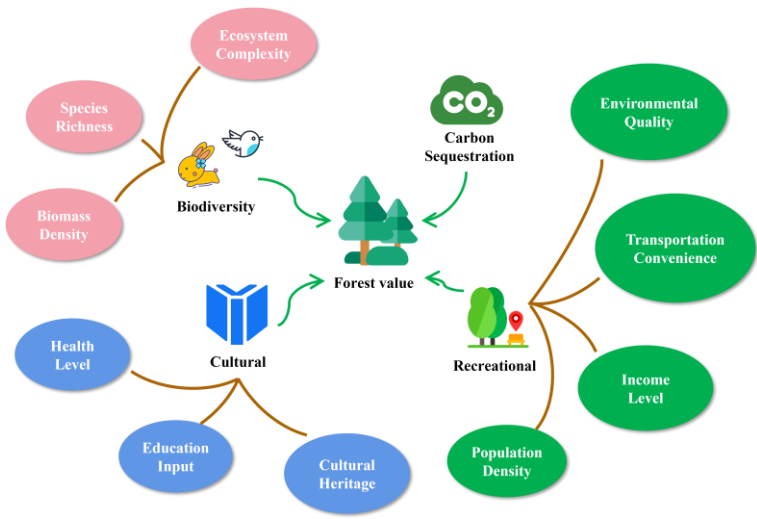 Ecosystem
Complexity
Species
Richness
Biomass
Density
Biodiversity
CO2
Carbon
Sequestration
Environmental
Quality
Transportation
Convenience
Forest value
Cultural
Recreational
Health
Level
Education
Input
Cultural
Heritage
Income
Level
Population
Density